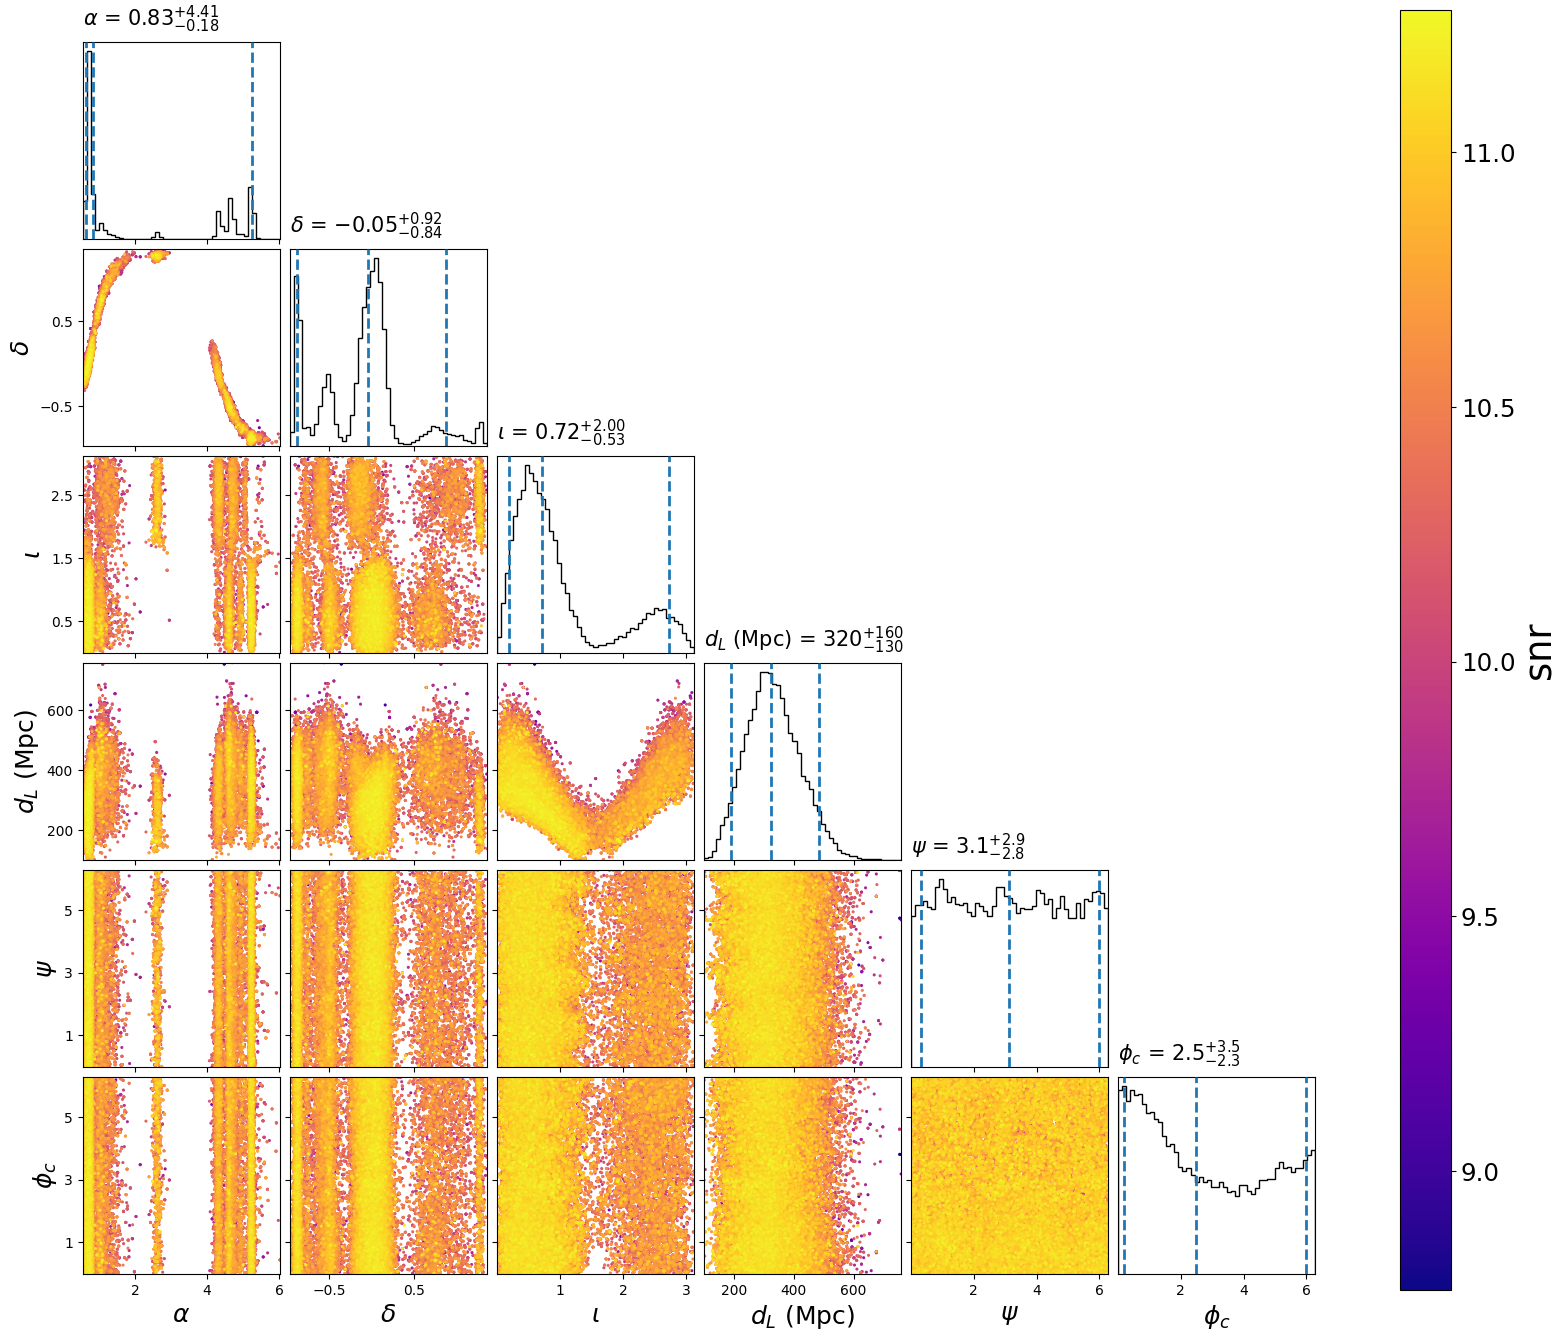 α = 0.83+4.41−0.18
δ = −0.05+0.92−0.84
ι = 0.72+2.00−0.53
d_L (Mpc) = 320+160−130
ψ = 3.1+2.9−2.8
ϕ_c = 2.5+3.5−2.3
0.5
−0.5
δ
2.5
1.5
0.5
ι
600
400
200
d_L (Mpc)
5
3
1
ψ
5
3
1
ϕ_c
2 4 6
−0.5 0.5
1 2 3
200 400 600
2 4 6
2 4 6
α
δ
ι
d_L (Mpc)
ψ
ϕ_c
11.0
10.5
10.0
9.5
9.0
snr